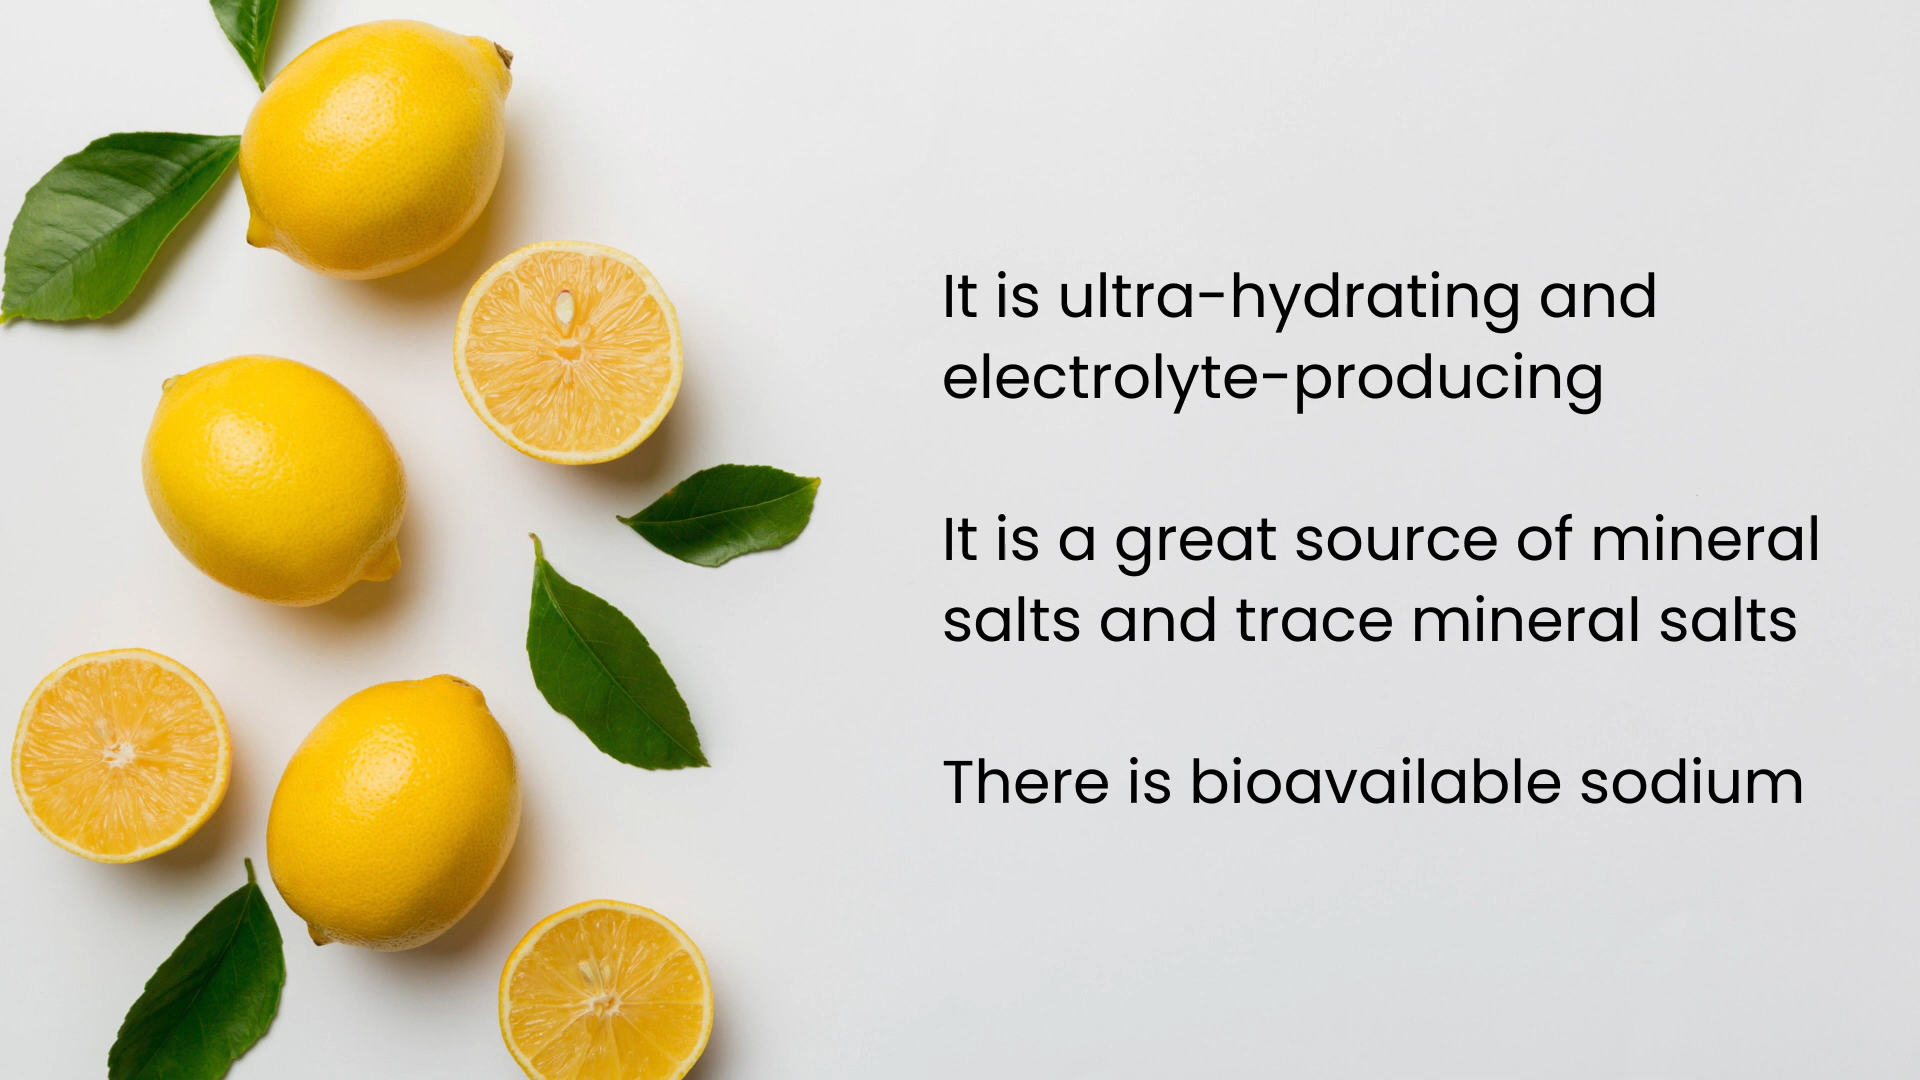 It is ultra-hydrating and
electrolyte-producing
It is a great source of mineral
salts and trace mineral salts
There is bioavailable sodium